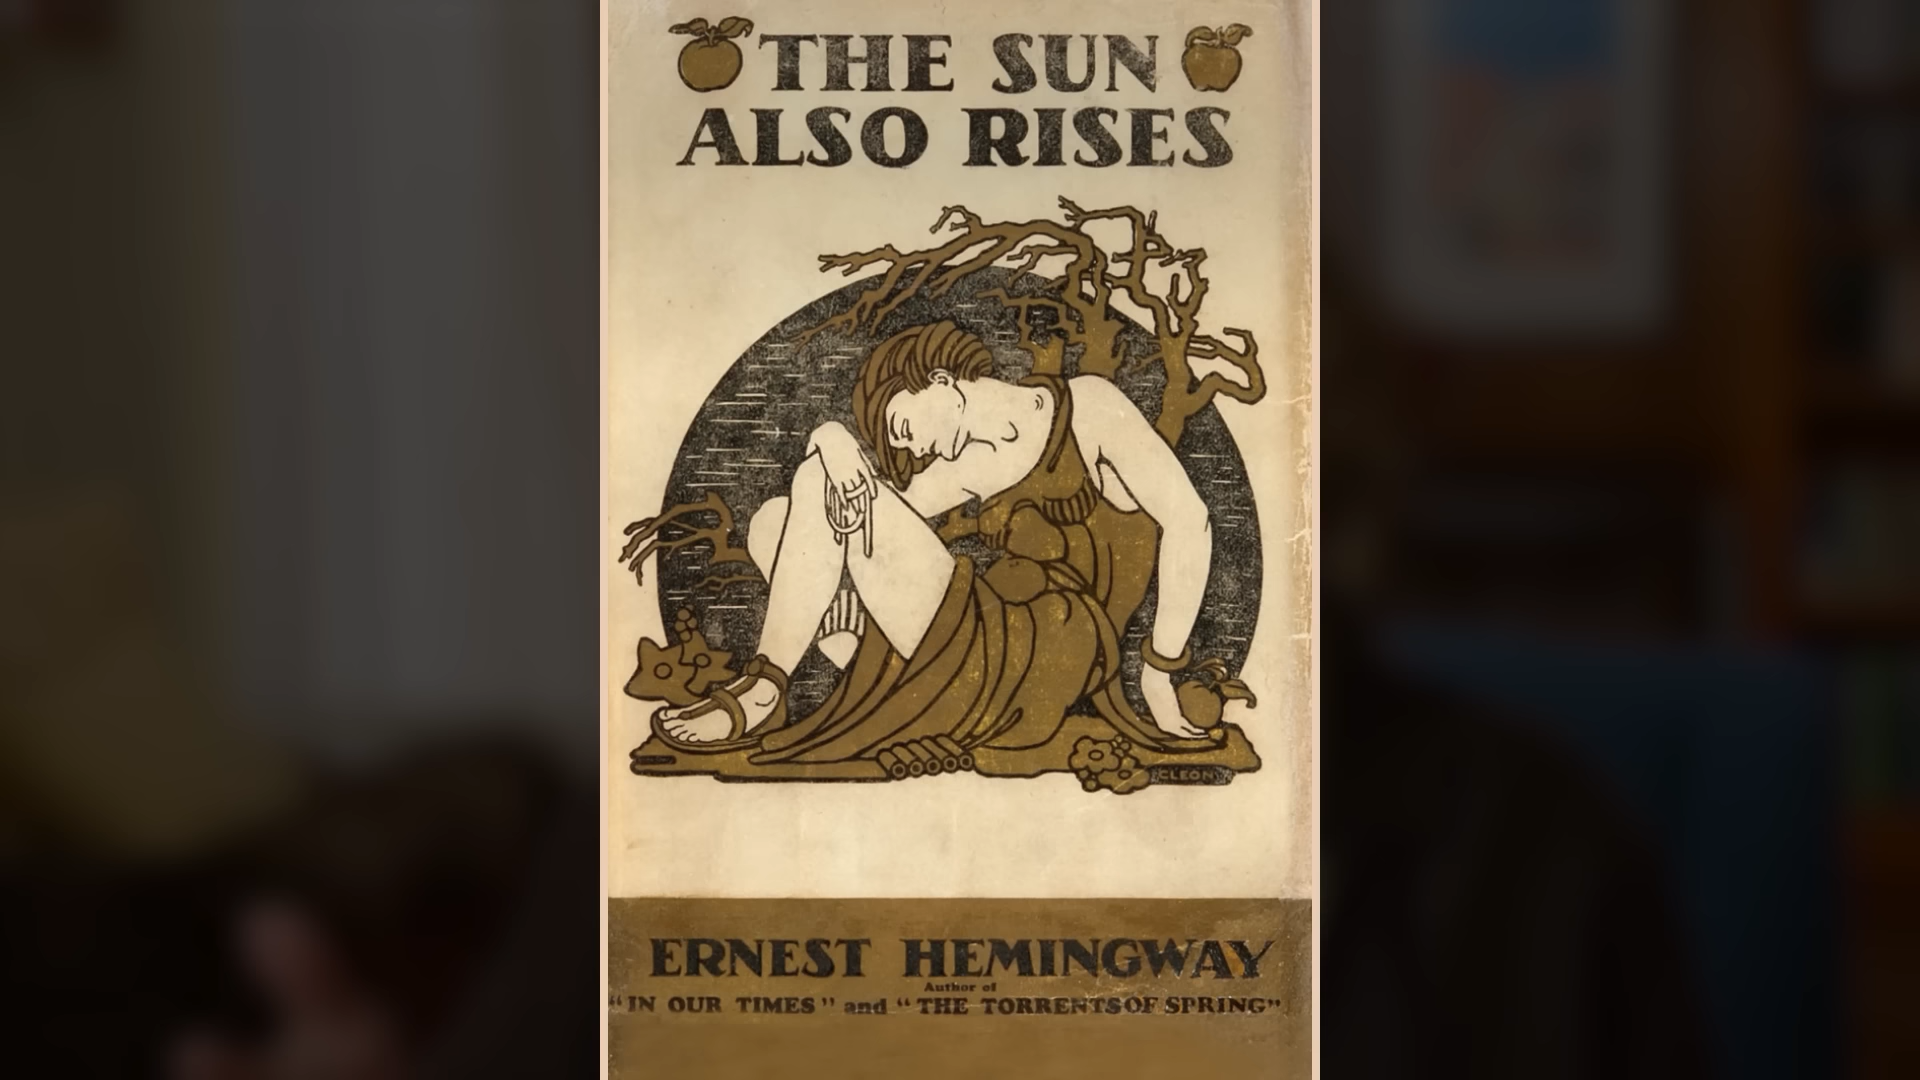 THE SUN
ALSO RISES
CLEON
ERNEST HEMINGWAY
Author of
"IN OUR TIMES" and "THE TORRENTS OF SPRING"